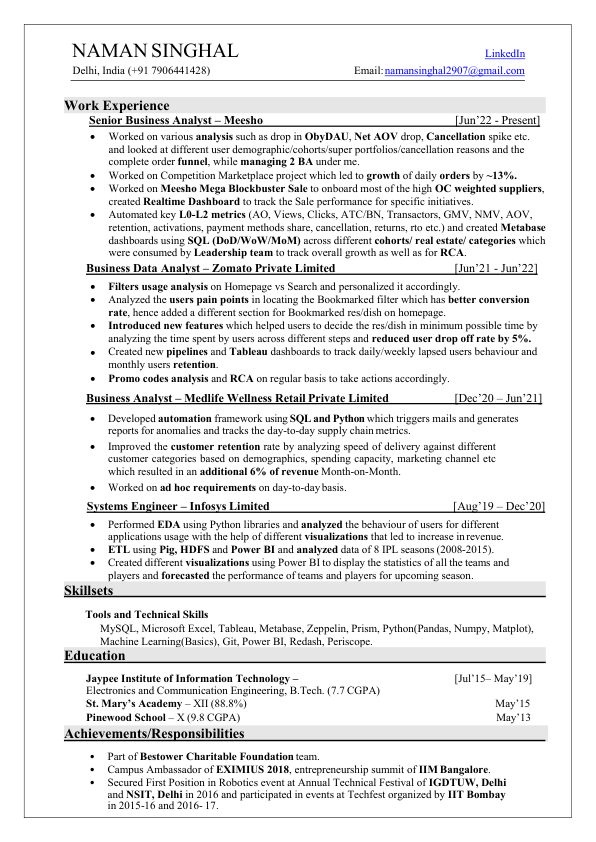 NAMAN SINGHAL
LinkedIn
Delhi, India (+91 7906441428) Email: namansinghal2907@gmail.com
Work Experience
Senior Business Analyst – Meesho [Jun’22 - Present]
• Worked on various analysis such as drop in ObyDAU, Net AOV drop, Cancellation spike etc.
and looked at different user demographic/cohorts/super portfolios/cancellation reasons and the
complete order funnel, while managing 2 BA under me.
• Worked on Competition Marketplace project which led to growth of daily orders by ~13%.
• Worked on Meesho Mega Blockbuster Sale to onboard most of the high OC weighted suppliers,
created Realtime Dashboard to track the Sale performance for specific initiatives.
• Automated key L0-L2 metrics (AO, Views, Clicks, ATC/BN, Transactors, GMV, NMV, AOV,
retention, activations, payment methods share, cancellation, returns, rto etc.) and created Metabase
dashboards using SQL (DoD/WoW/MoM) across different cohorts/ real estate/ categories which
were consumed by Leadership team to track overall growth as well as for RCA.
Business Data Analyst – Zomato Private Limited [Jun’21 - Jun’22]
• Filters usage analysis on Homepage vs Search and personalized it accordingly.
• Analyzed the users pain points in locating the Bookmarked filter which has better conversion
rate, hence added a different section for Bookmarked res/dish on homepage.
• Introduced new features which helped users to decide the res/dish in minimum possible time by
analyzing the time spent by users across different steps and reduced user drop off rate by 5%.
• Created new pipelines and Tableau dashboards to track daily/weekly lapsed users behaviour and
monthly users retention.
• Promo codes analysis and RCA on regular basis to take actions accordingly.
Business Analyst – Medlife Wellness Retail Private Limited [Dec’20 – Jun’21]
• Developed automation framework using SQL and Python which triggers mails and generates
reports for anomalies and tracks the day-to-day supply chain metrics.
• Improved the customer retention rate by analyzing speed of delivery against different
customer categories based on demographics, spending capacity, marketing channel etc
which resulted in an additional 6% of revenue Month-on-Month.
• Worked on ad hoc requirements on day-to-day basis.
Systems Engineer – Infosys Limited [Aug’19 – Dec’20]
• Performed EDA using Python libraries and analyzed the behaviour of users for different
applications usage with the help of different visualizations that led to increase in revenue.
• ETL using Pig, HDFS and Power BI and analyzed data of 8 IPL seasons (2008-2015).
• Created different visualizations using Power BI to display the statistics of all the teams and
players and forecasted the performance of teams and players for upcoming season.
Skillsets
Tools and Technical Skills
MySQL, Microsoft Excel, Tableau, Metabase, Zeppelin, Prism, Python(Pandas, Numpy, Matplot),
Machine Learning(Basics), Git, Power BI, Redash, Periscope.
Education
Jaypee Institute of Information Technology – [Jul’15– May’19]
Electronics and Communication Engineering, B.Tech. (7.7 CGPA)
St. Mary’s Academy – XII (88.8%) May’15
Pinewood School – X (9.8 CGPA) May’13
Achievements/Responsibilities
• Part of Bestower Charitable Foundation team.
• Campus Ambassador of EXIMIUS 2018, entrepreneurship summit of IIM Bangalore.
• Secured First Position in Robotics event at Annual Technical Festival of IGDTUW, Delhi
and NSIT, Delhi in 2016 and participated in events at Techfest organized by IIT Bombay
in 2015-16 and 2016- 17.